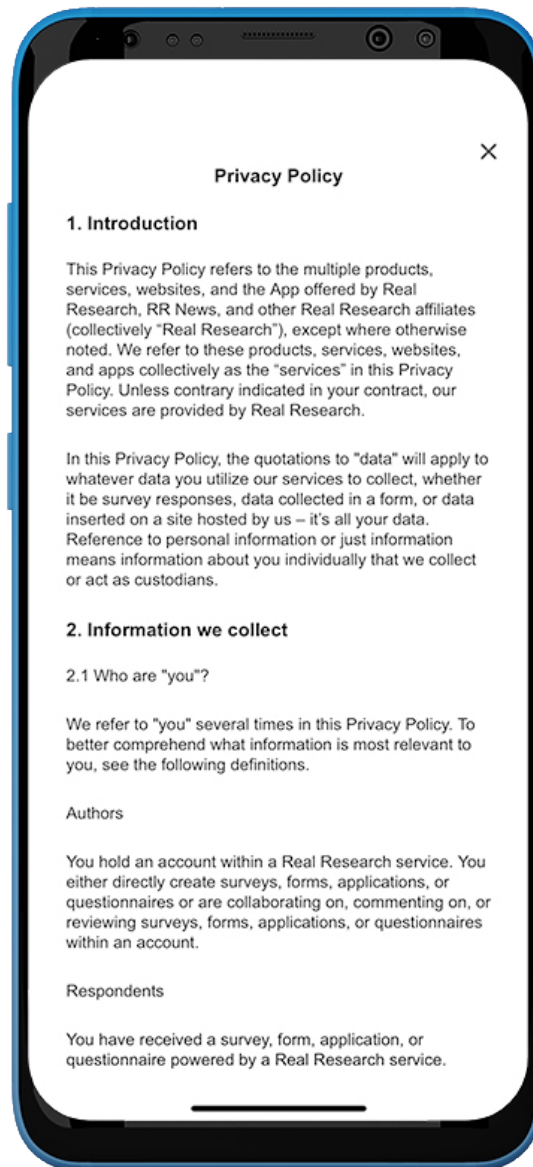 Privacy Policy
1. Introduction
This Privacy Policy refers to the multiple products,
services, websites, and the App offered by Real
Research, RR News, and other Real Research affiliates
(collectively “Real Research”), except where otherwise
noted. We refer to these products, services, websites,
and apps collectively as the “services” in this Privacy
Policy. Unless contrary indicated in your contract, our
services are provided by Real Research.
In this Privacy Policy, the quotations to "data" will apply to
whatever data you utilize our services to collect, whether
it be survey responses, data collected in a form, or data
inserted on a site hosted by us – it’s all your data.
Reference to personal information or just information
means information about you individually that we collect
or act as custodians.
2. Information we collect
2.1 Who are "you"?
We refer to "you" several times in this Privacy Policy. To
better comprehend what information is most relevant to
you, see the following definitions.
Authors
You hold an account within a Real Research service. You
either directly create surveys, forms, applications, or
questionnaires or are collaborating on, commenting on, or
reviewing surveys, forms, applications, or questionnaires
within an account.
Respondents
You have received a survey, form, application, or
questionnaire powered by a Real Research service.